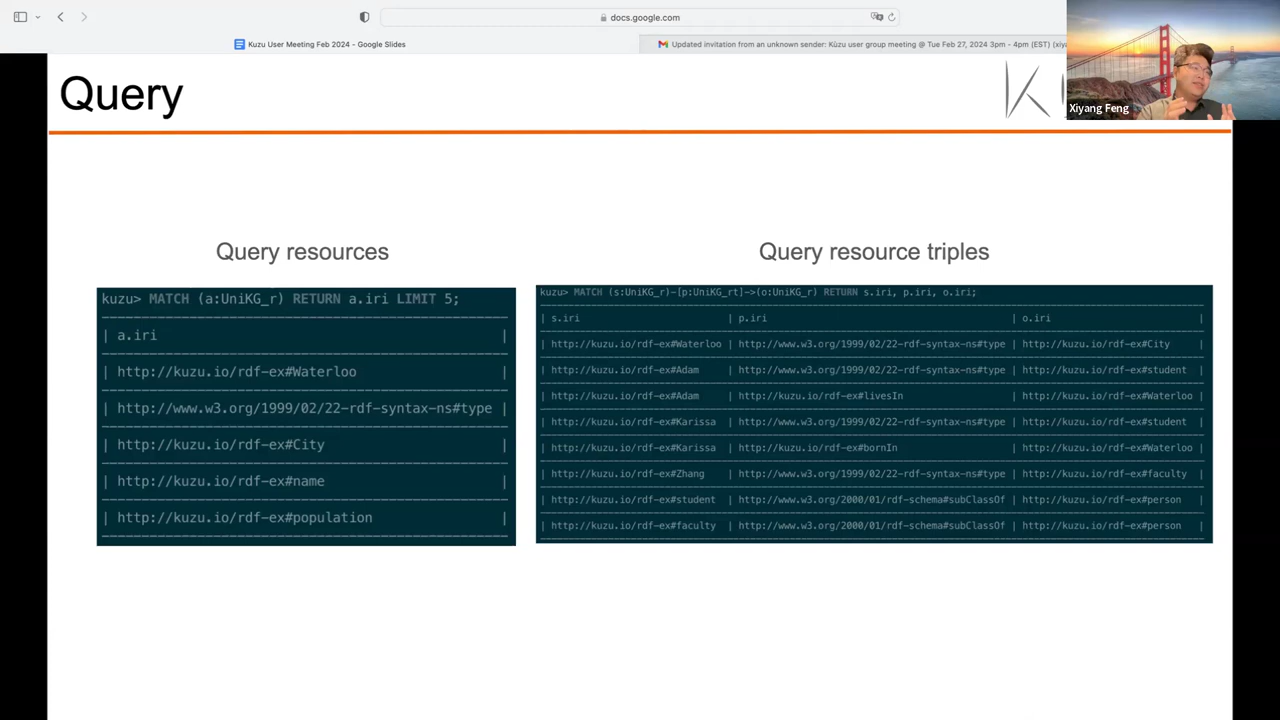 docs.google.com
Kuzu User Meeting Feb 2024 - Google Slides
Updated invitation from an unknown sender: Kùzu user group meeting @ Tue Feb 27, 2024 3pm - 4pm (EST) (xiy
Xiyang Feng
Query
K
Query resources
kuzu> MATCH (a:UniKG_r) RETURN a.iri LIMIT 5;
| a.iri |
| http://kuzu.io/rdf-ex#Waterloo |
| http://www.w3.org/1999/02/22-rdf-syntax-ns#type |
| http://kuzu.io/rdf-ex#City |
| http://kuzu.io/rdf-ex#name |
| http://kuzu.io/rdf-ex#population |
Query resource triples
kuzu> MATCH (s:UniKG_r)-[p:UniKG_rt]->(o:UniKG_r) RETURN s.iri, p.iri, o.iri;
| s.iri | p.iri | o.iri |
| http://kuzu.io/rdf-ex#Waterloo | http://www.w3.org/1999/02/22-rdf-syntax-ns#type | http://kuzu.io/rdf-ex#City |
| http://kuzu.io/rdf-ex#Adam | http://www.w3.org/1999/02/22-rdf-syntax-ns#type | http://kuzu.io/rdf-ex#student |
| http://kuzu.io/rdf-ex#Adam | http://kuzu.io/rdf-ex#livesIn | http://kuzu.io/rdf-ex#Waterloo |
| http://kuzu.io/rdf-ex#Karissa | http://www.w3.org/1999/02/22-rdf-syntax-ns#type | http://kuzu.io/rdf-ex#student |
| http://kuzu.io/rdf-ex#Karissa | http://kuzu.io/rdf-ex#bornIn | http://kuzu.io/rdf-ex#Waterloo |
| http://kuzu.io/rdf-ex#Zhang | http://www.w3.org/1999/02/22-rdf-syntax-ns#type | http://kuzu.io/rdf-ex#faculty |
| http://kuzu.io/rdf-ex#student | http://www.w3.org/2000/01/rdf-schema#subClassOf | http://kuzu.io/rdf-ex#person |
| http://kuzu.io/rdf-ex#faculty | http://www.w3.org/2000/01/rdf-schema#subClassOf | http://kuzu.io/rdf-ex#person |